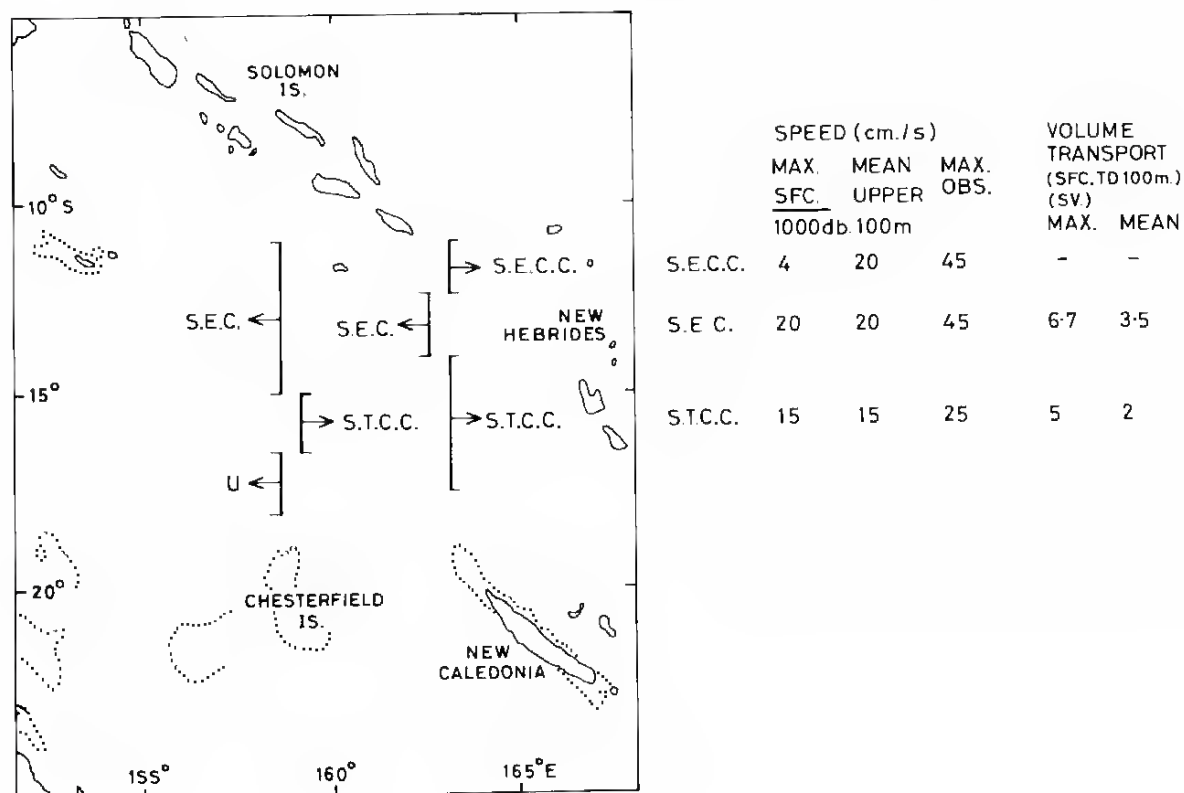 SOLOMON
IS.
10°S
S.E.C.C.
S.E.C.
S.E.C.
NEW
HEBRIDES
15°
S.T.C.C.
S.T.C.C.
U
20°
CHESTERFIELD
IS.
NEW
CALEDONIA
155°
160°
165°E
SPEED (cm./s)
VOLUME
TRANSPORT
(SFC. TO 100m.)
(SV.)
MAX. MEAN MAX.
SFC. UPPER OBS.
MAX. MEAN
1000db. 100m
S.E.C.C. 4 20 45 - -
S.E C. 20 20 45 6·7 3·5
S.T.C.C. 15 15 25 5 2